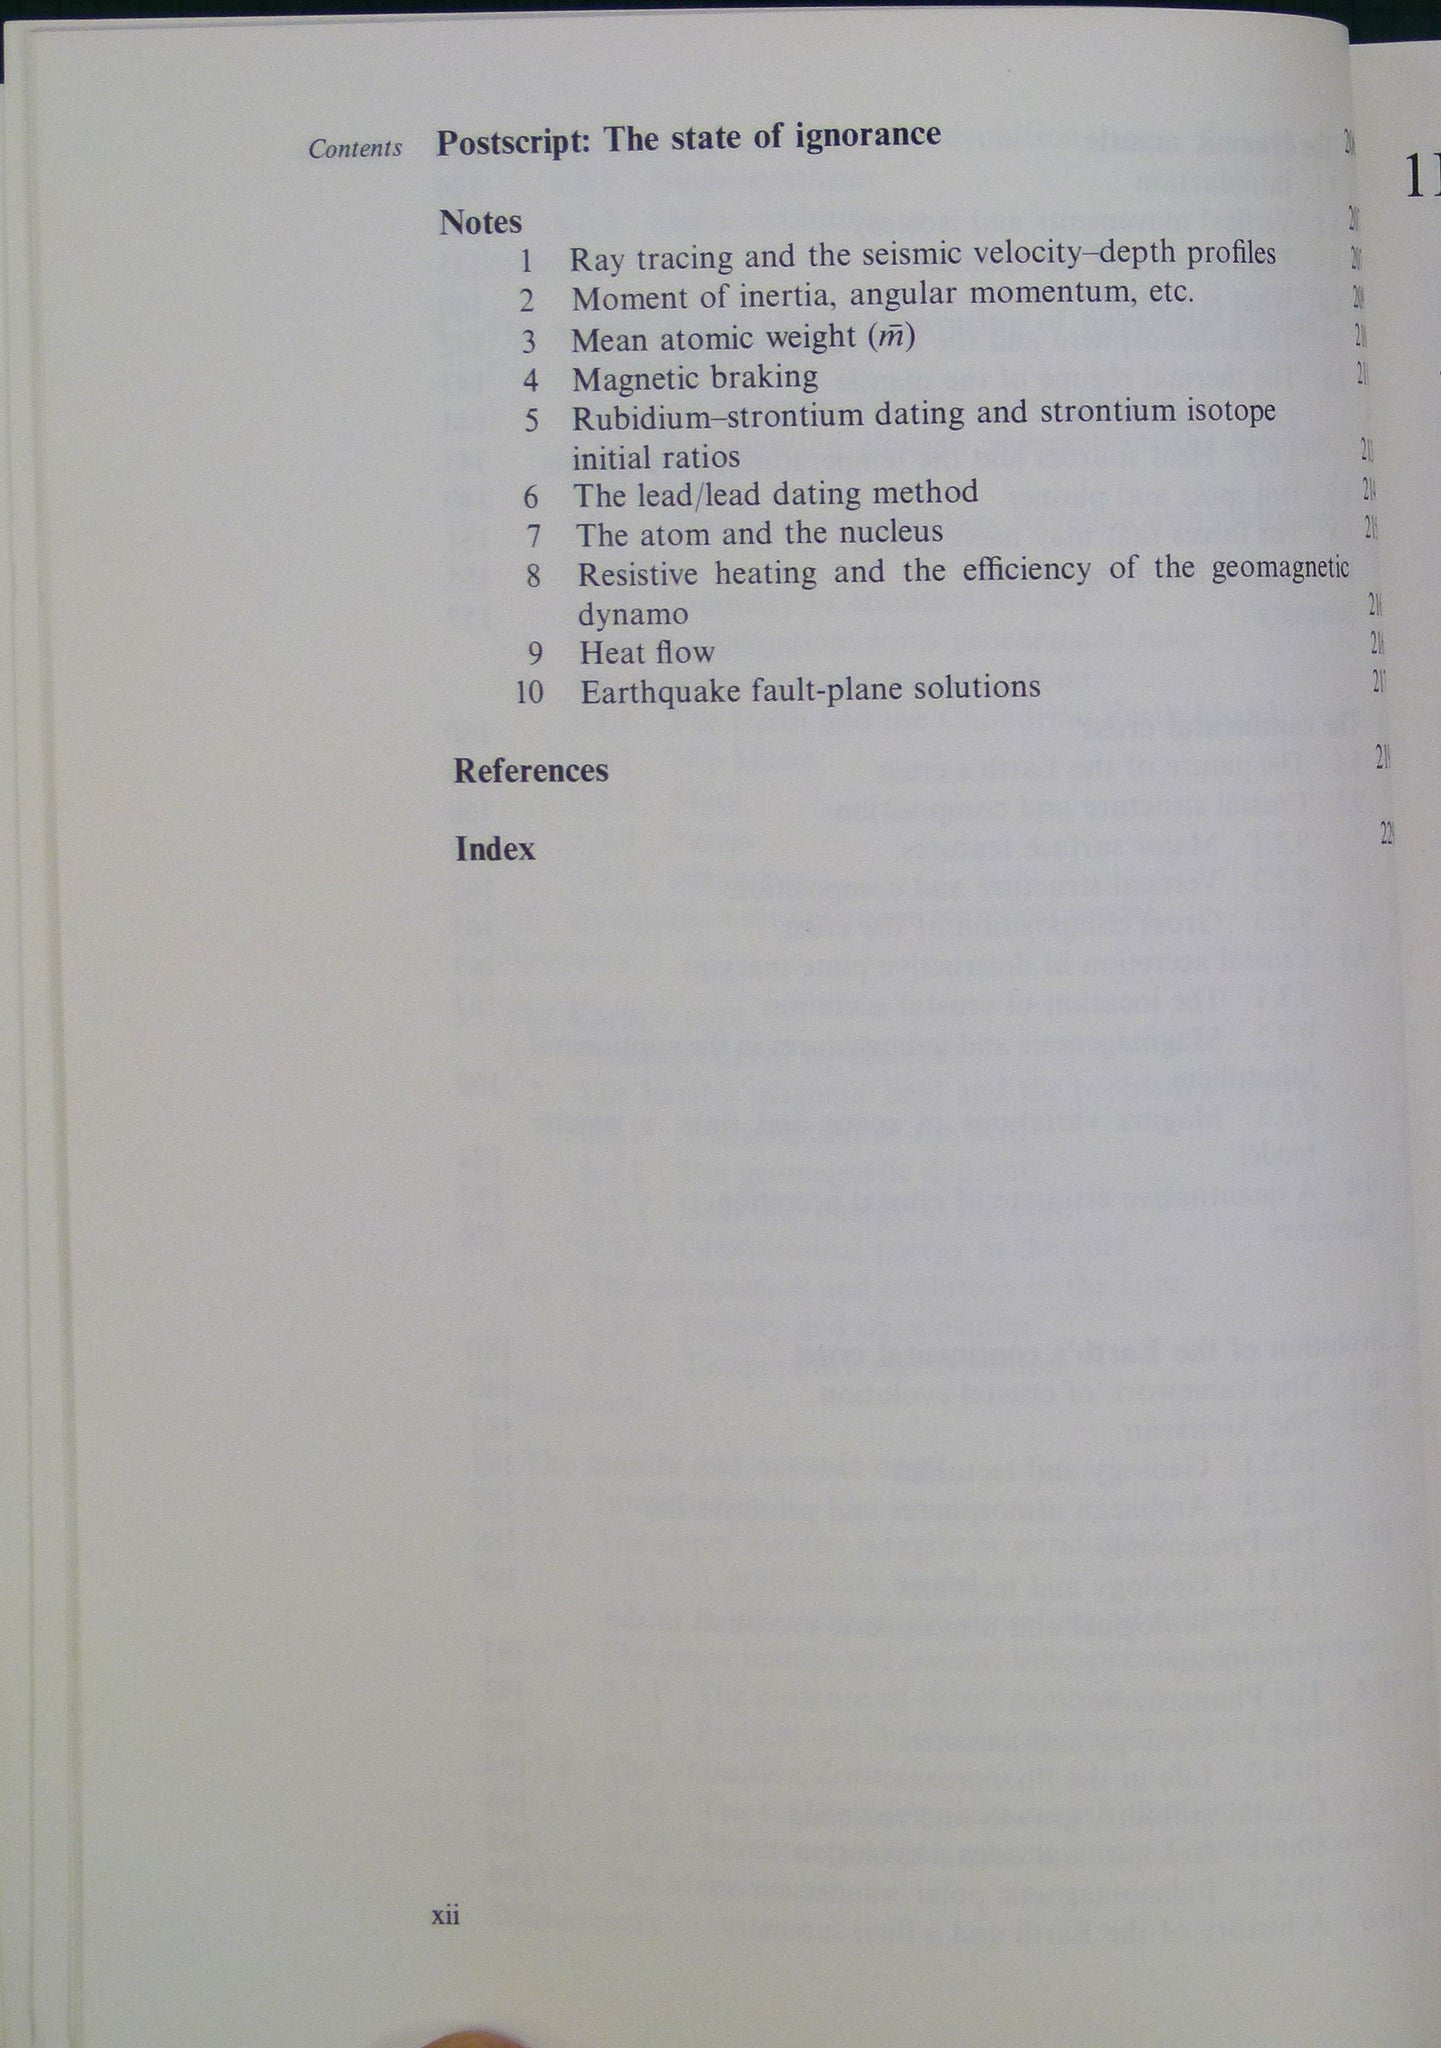 Contents Postscript: The state of ignorance
Notes
1 Ray tracing and the seismic velocity–depth profiles
2 Moment of inertia, angular momentum, etc.
3 Mean atomic weight (m̄)
4 Magnetic braking
5 Rubidium–strontium dating and strontium isotope
initial ratios
6 The lead/lead dating method
7 The atom and the nucleus
8 Resistive heating and the efficiency of the geomagnetic
dynamo
9 Heat flow
10 Earthquake fault-plane solutions
References
Index
xii